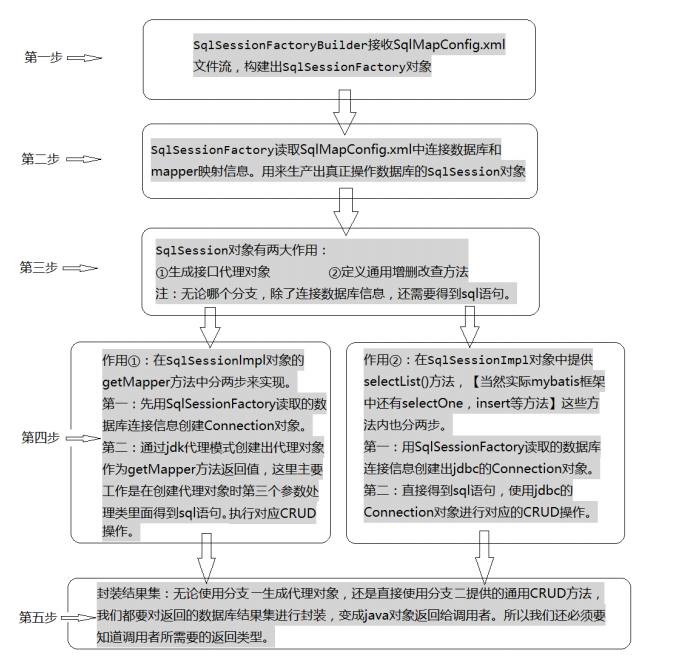 第一步
SqlSessionFactoryBuilder接收SqlMapConfig.xml
文件流，构建出SqlSessionFactory对象
第二步
SqlSessionFactory读取SqlMapConfig.xml中连接数据库和
mapper映射信息。用来生产出真正操作数据库的SqlSession对象
第三步
SqlSession对象有两大作用：
①生成接口代理对象 ②定义通用增删改查方法
注：无论哪个分支，除了连接数据库信息，还需要得到sql语句。
第四步
作用①：在SqlSessionImpl对象的
getMapper方法中分两步来实现。
第一：先用SqlSessionFactory读取的数
据库连接信息创建Connection对象。
第二：通过jdk代理模式创建出代理对象
作为getMapper方法返回值，这里主要
工作是在创建代理对象时第三个参数处
理类里面得到sql语句。执行对应CRUD
操作。
作用②：在SqlSessionImpl对象中提供
selectList()方法，【当然实际mybatis框架
中还有selectOne，insert等方法】这些方
法内也分两步。
第一：用SqlSessionFactory读取的数据库
连接信息创建出jdbc的Connection对象。
第二：直接得到sql语句，使用jdbc的
Connection对象进行对应的CRUD操作。
第五步
封装结果集：无论使用分支一生成代理对象，还是直接使用分支二提供的通用CRUD方法，
我们都要对返回的数据库结果集进行封装，变成java对象返回给调用者。所以我们还必须要
知道调用者所需要的返回类型。